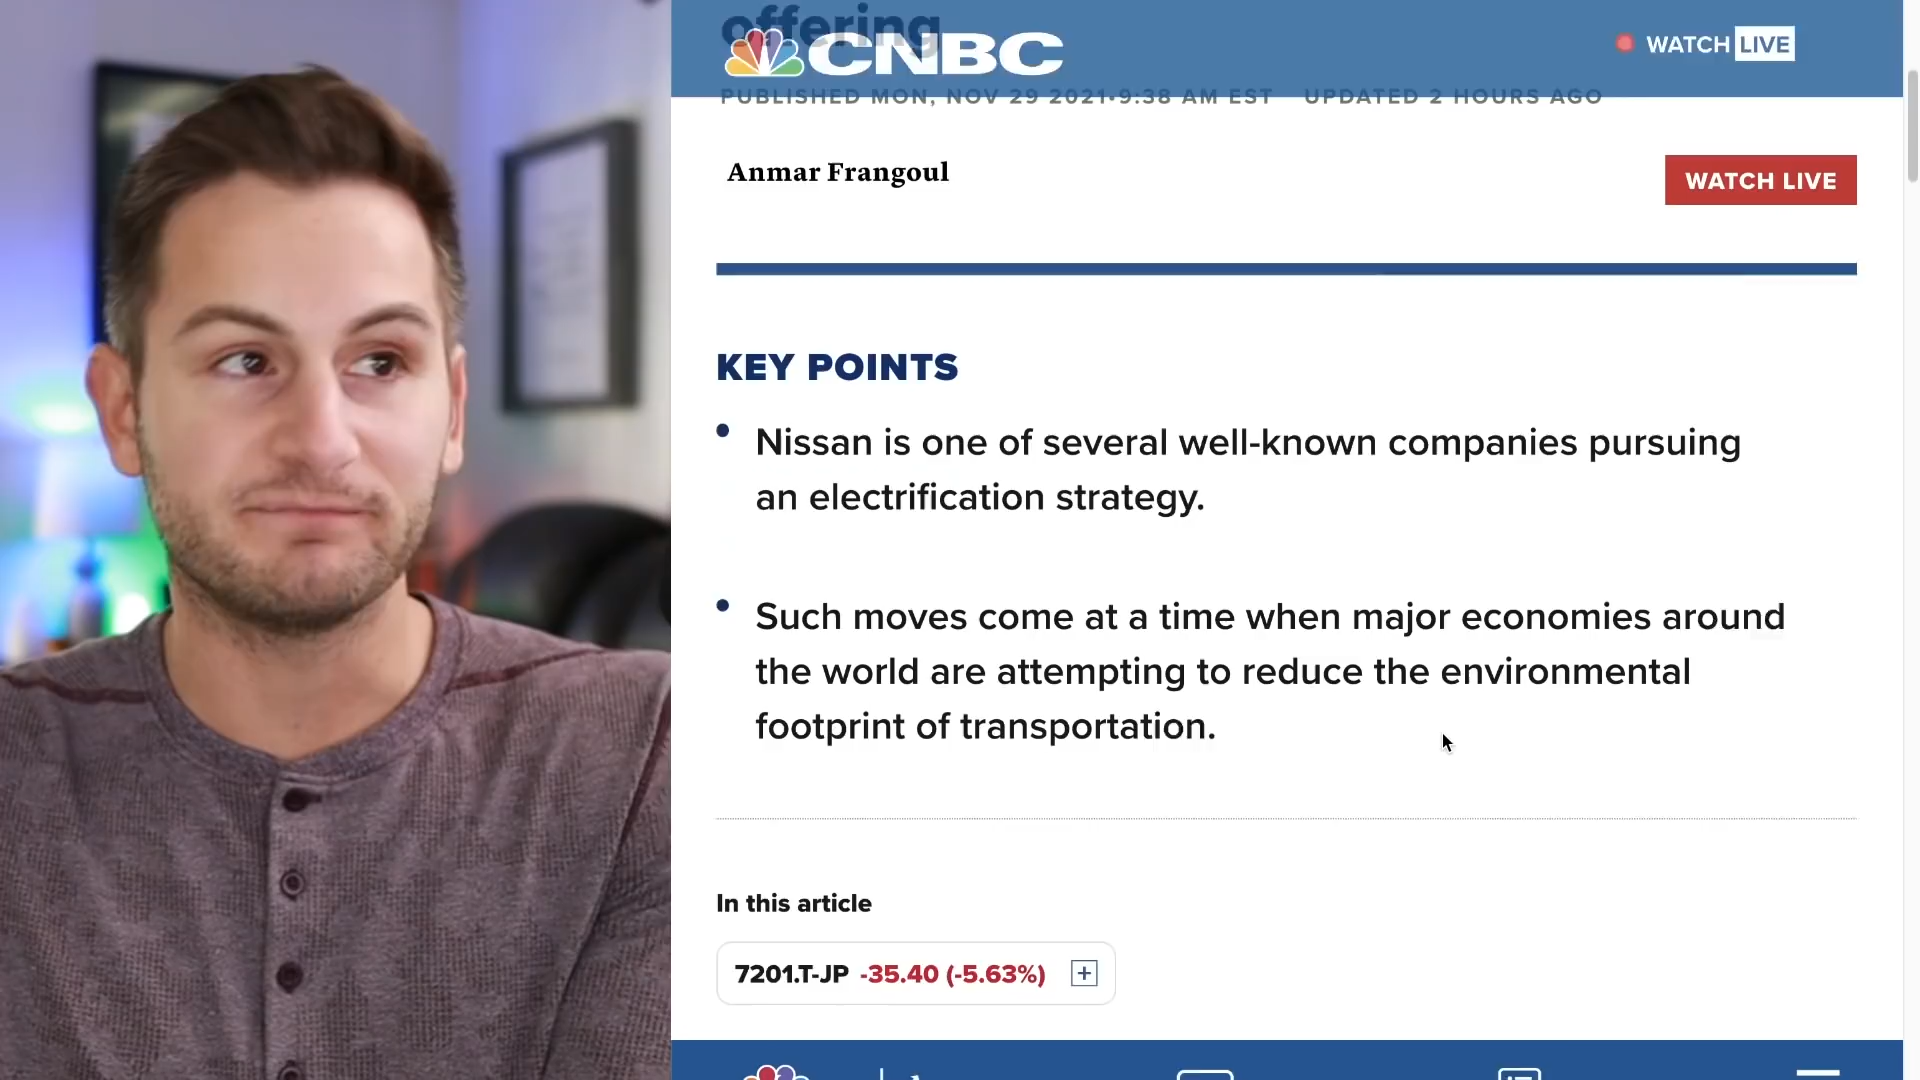 offering
CNBC
WATCH LIVE
PUBLISHED MON, NOV 29 2021•9:38 AM EST UPDATED 2 HOURS AGO
Anmar Frangoul
WATCH LIVE
KEY POINTS
• Nissan is one of several well-known companies pursuing
an electrification strategy.
• Such moves come at a time when major economies around
the world are attempting to reduce the environmental
footprint of transportation.
In this article
7201.T-JP -35.40 (-5.63%)